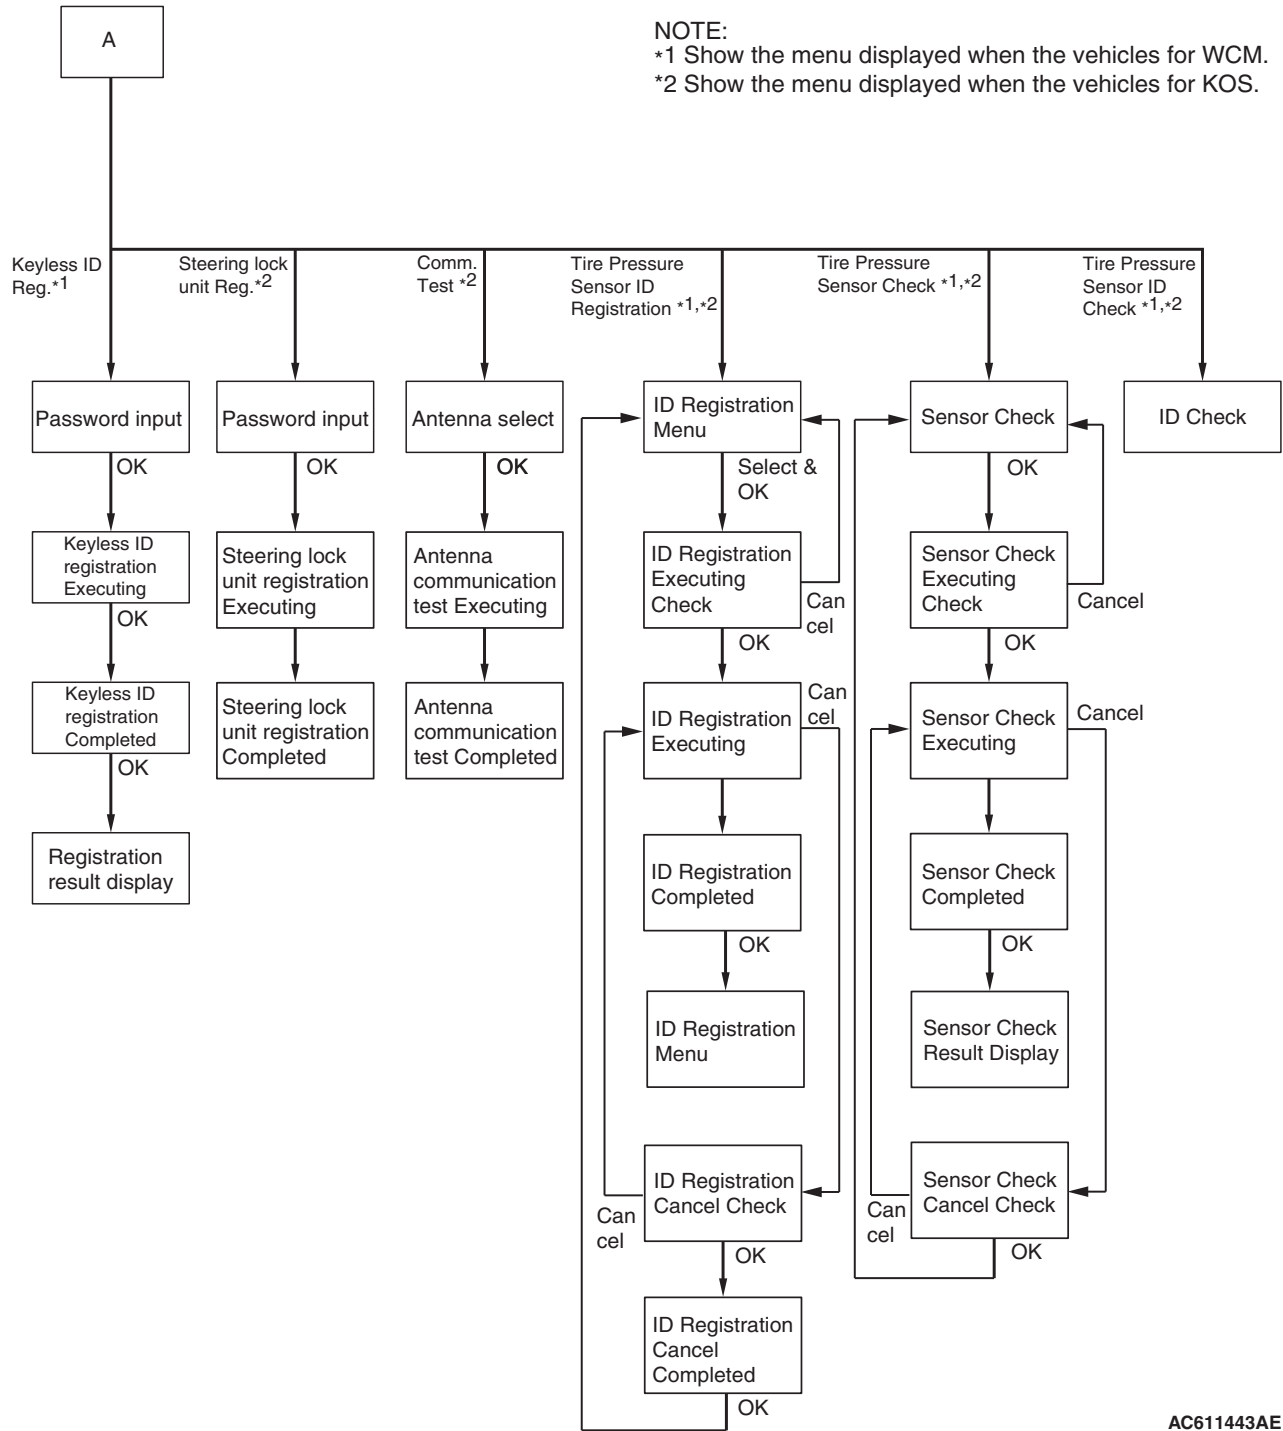 A
NOTE:
*1 Show the menu displayed when the vehicles for WCM.
*2 Show the menu displayed when the vehicles for KOS.
Keyless ID
Reg.*1
Steering lock
unit Reg.*2
Comm.
Test *2
Tire Pressure
Sensor ID
Registration *1,*2
Tire Pressure
Sensor Check *1,*2
Tire Pressure
Sensor ID
Check *1,*2
Password input
OK
Keyless ID
registration
Executing
OK
Keyless ID
registration
Completed
OK
Registration
result display
Password input
OK
Steering lock
unit registration
Executing
Steering lock
unit registration
Completed
Antenna select
OK
Antenna
communication
test Executing
Antenna
communication
test Completed
ID Registration
Menu
Select &
OK
ID Registration
Executing
Check
Can
cel
OK
ID Registration
Executing
Can
cel
ID Registration
Completed
OK
ID Registration
Menu
ID Registration
Cancel Check
Can
cel
OK
ID Registration
Cancel
Completed
OK
Sensor Check
OK
Sensor Check
Executing
Check
Cancel
OK
Sensor Check
Executing
Cancel
Sensor Check
Completed
OK
Sensor Check
Result Display
Sensor Check
Cancel Check
Can
cel
OK
ID Check
AC611443AE